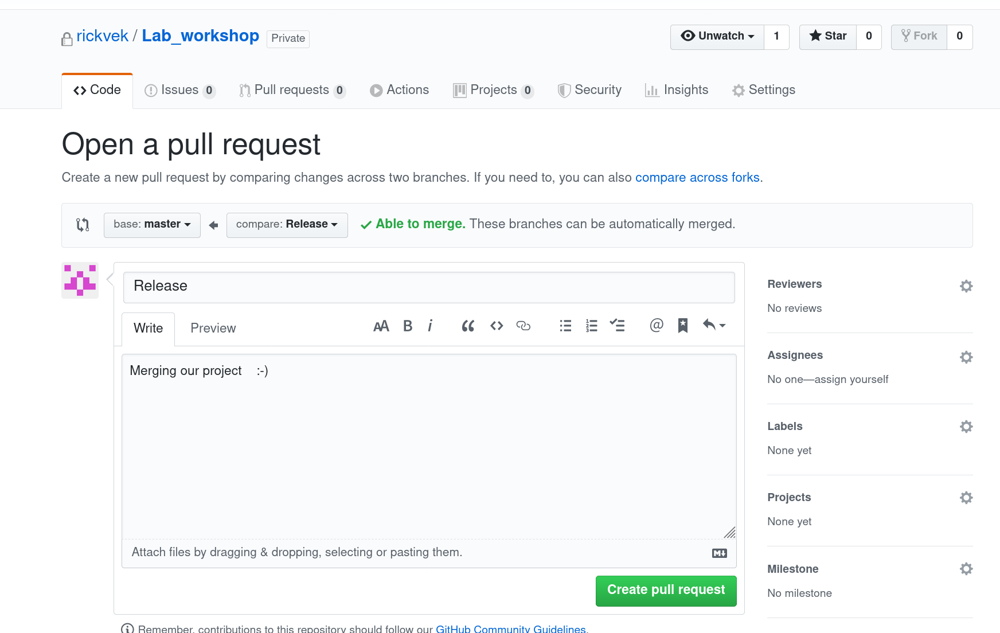 rickvek / Lab_workshop Private Unwatch 1 Star 0 Fork 0
Code Issues 0 Pull requests 0 Actions Projects 0 Security Insights Settings
Open a pull request
Create a new pull request by comparing changes across two branches. If you need to, you can also compare across forks.
base: master compare: Release Able to merge. These branches can be automatically merged.
Release
Write Preview AA B i @
Merging our project :-)
Attach files by dragging & dropping, selecting or pasting them.
Create pull request
Reviewers
No reviews
Assignees
No one—assign yourself
Labels
None yet
Projects
None yet
Milestone
No milestone
Remember, contributions to this repository should follow our GitHub Community Guidelines.